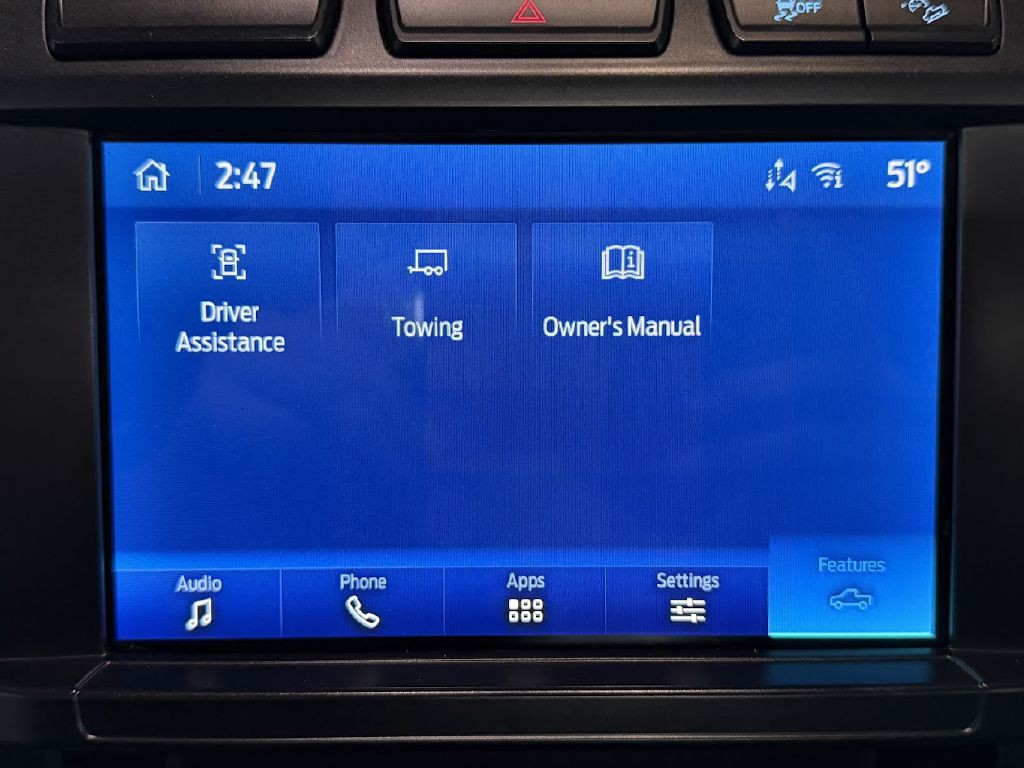 OFF
2:47
51°
Driver
Assistance
Towing
Owner's Manual
Audio
Phone
Apps
Settings
Features